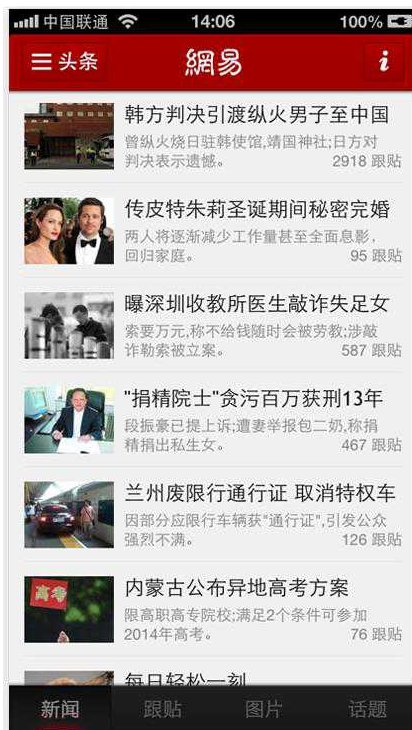 中国联通 14:06 100%
头条 網易 i
韩方判决引渡纵火男子至中国
曾纵火烧日驻韩使馆,靖国神社;日方对
判决表示遗憾。 2918 跟贴
传皮特朱莉圣诞期间秘密完婚
两人将逐渐减少工作量甚至全面息影,
回归家庭。 95 跟贴
曝深圳收教所医生敲诈失足女
索要万元,称不给钱随时会被劳教;涉敲
诈勒索被立案。 587 跟贴
"捐精院士"贪污百万获刑13年
段振豪已提上诉;遭妻举报包二奶,称捐
精捐出私生女。 467 跟贴
兰州废限行通行证 取消特权车
因部分应限行车辆获“通行证”,引发公众
强烈不满。 126 跟贴
高考
内蒙古公布异地高考方案
限高职高专院校;满足2个条件可参加
2014年高考。 76 跟贴
每日轻松一刻
新闻 跟贴 图片 话题